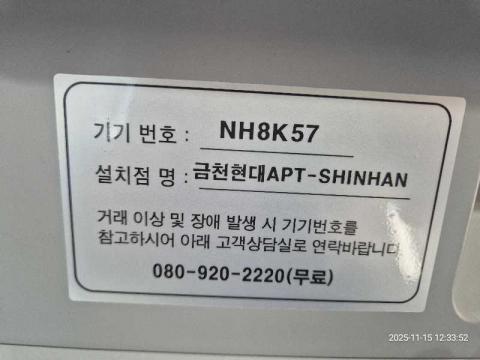 기기 번호 : NH8K57
설치점 명 : 금천현대APT-SHINHAN
거래 이상 및 장애 발생 시 기기번호를
참고하시어 아래 고객상담실로 연락바랍니다
080-920-2220(무료)
2025-11-15 12:33:52